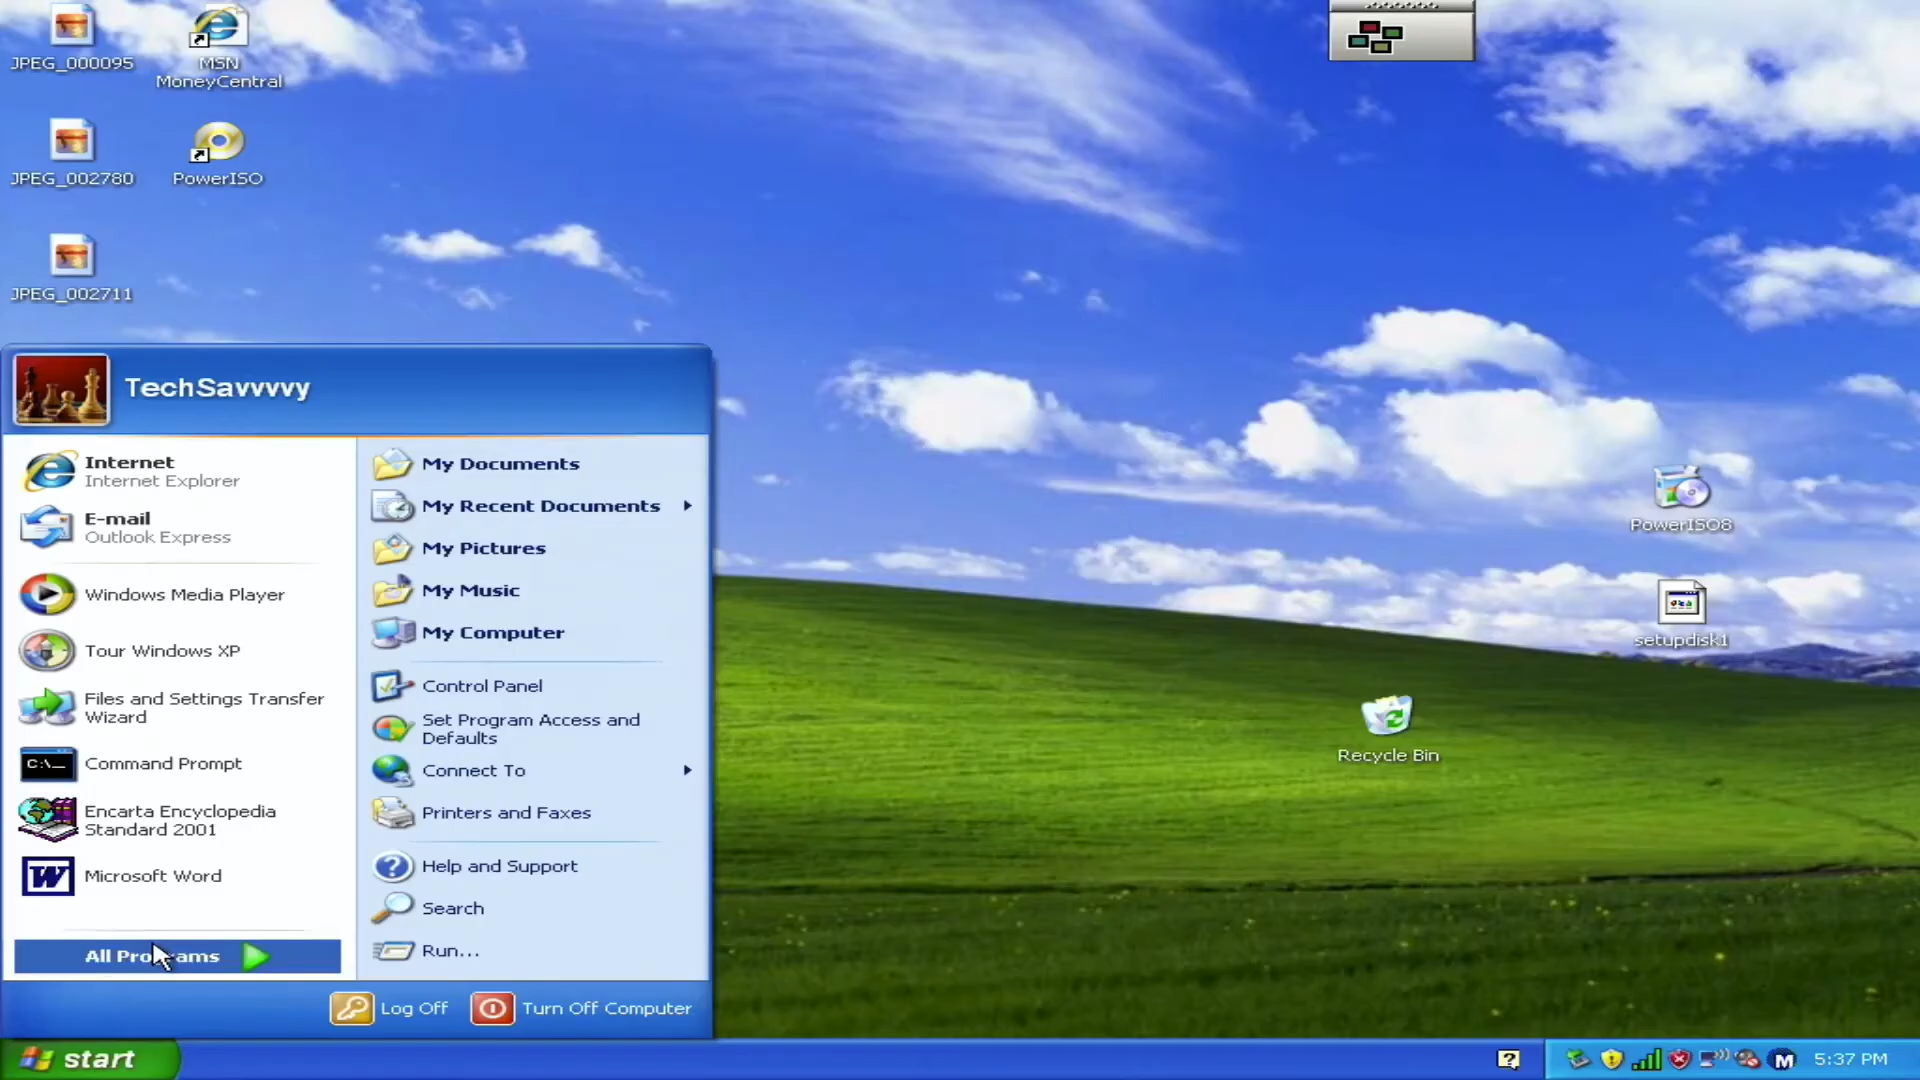 JPEG_000095
MSN
MoneyCentral
JPEG_002780
PowerISO
JPEG_002711
TechSavvvvy
Internet
Internet Explorer
E-mail
Outlook Express
Windows Media Player
Tour Windows XP
Files and Settings Transfer
Wizard
Command Prompt
Encarta Encyclopedia
Standard 2001
Microsoft Word
All Programs
My Documents
My Recent Documents
My Pictures
My Music
My Computer
Control Panel
Set Program Access and
Defaults
Connect To
Printers and Faxes
Help and Support
Search
Run...
Log Off
Turn Off Computer
PowerISO8
setupdisk1
Recycle Bin
start
5:37 PM